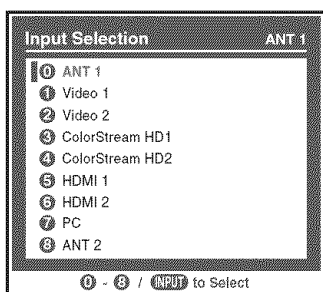 Input Selection ANT 1
0 ANT 1
1 Video 1
2 Video 2
3 ColorStream HD1
4 ColorStream HD2
5 HDMI 1
6 HDMI 2
7 PC
8 ANT 2
0 - 8 / INPUT to Select